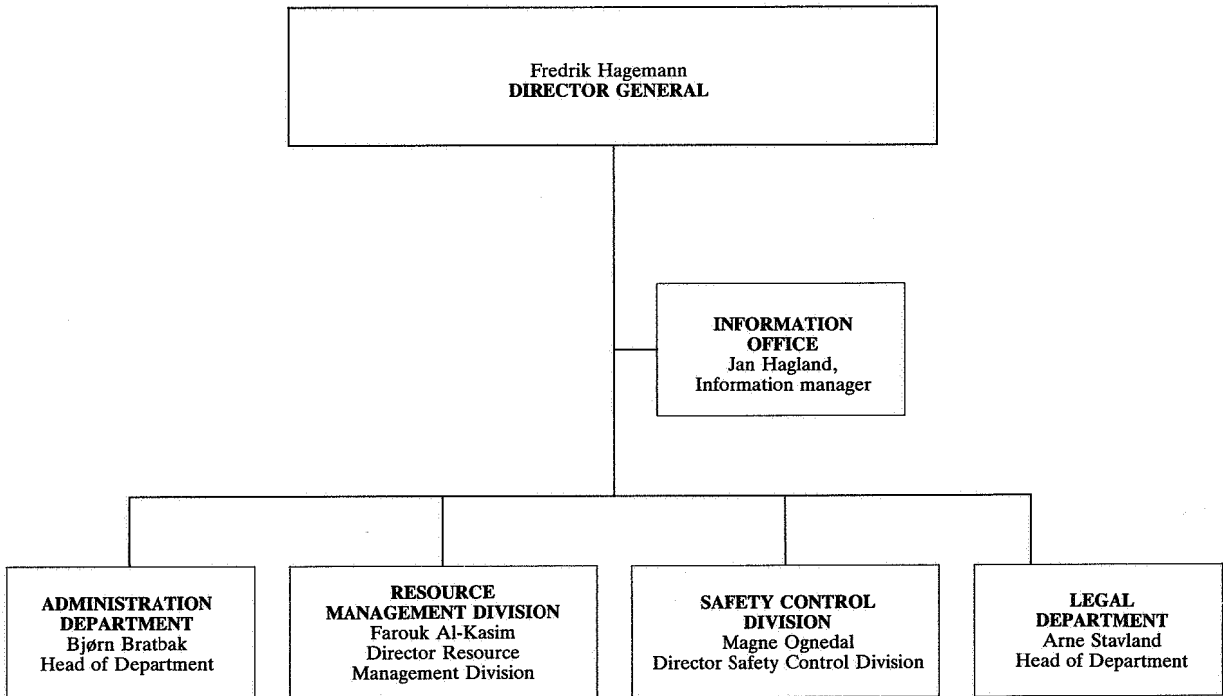 Fredrik Hagemann
DIRECTOR GENERAL
INFORMATION
OFFICE
Jan Hagland,
Information manager
ADMINISTRATION
DEPARTMENT
Bjørn Bratbak
Head of Department
RESOURCE
MANAGEMENT DIVISION
Farouk Al-Kasim
Director Resource
Management Division
SAFETY CONTROL
DIVISION
Magne Ognedal
Director Safety Control Division
LEGAL
DEPARTMENT
Arne Stavland
Head of Department